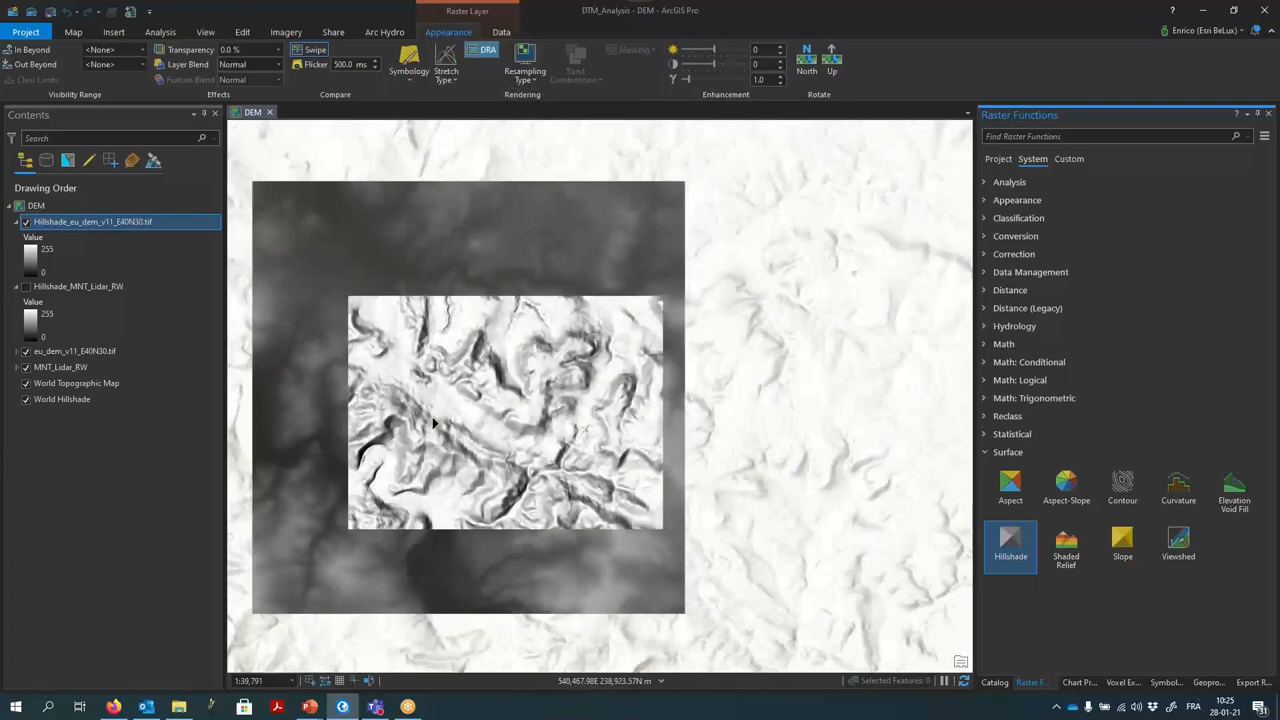 Raster Layer
DTM_Analysis - DEM - ArcGIS Pro
Project Map Insert Analysis View Edit Imagery Share Arc Hydro Appearance Data
Enrico (Esri BeLux)
In Beyond <None> Transparency 0.0 % Swipe
Out Beyond <None> Layer Blend Normal Flicker 500.0 ms
Clear Limits Feature Blend Normal
Symbology Stretch Type DRA Resampling Type Band Combination Masking
0
0
1.0
North Up
Visibility Range Effects Compare Rendering Enhancement Rotate
Contents
Search
Drawing Order
DEM
Hillshade_eu_dem_v11_E40N30.tif
Value
255
0
Hillshade_MNT_Lidar_RW
Value
255
0
eu_dem_v11_E40N30.tif
MNT_Lidar_RW
World Topographic Map
World Hillshade
DEM
1:39,791
540,467.98E 238,923.57N m
Selected Features: 0
Raster Functions
Find Raster Functions
Project System Custom
Analysis
Appearance
Classification
Conversion
Correction
Data Management
Distance
Distance (Legacy)
Hydrology
Math
Math: Conditional
Math: Logical
Math: Trigonometric
Reclass
Statistical
Surface
Aspect Aspect-Slope Contour Curvature Elevation Void Fill
Hillshade Shaded Relief Slope Viewshed
Catalog Raster F... Chart Pr... Voxel Ex... Symbol... Geopro... Export R...
FRA
10:25
28-01-21